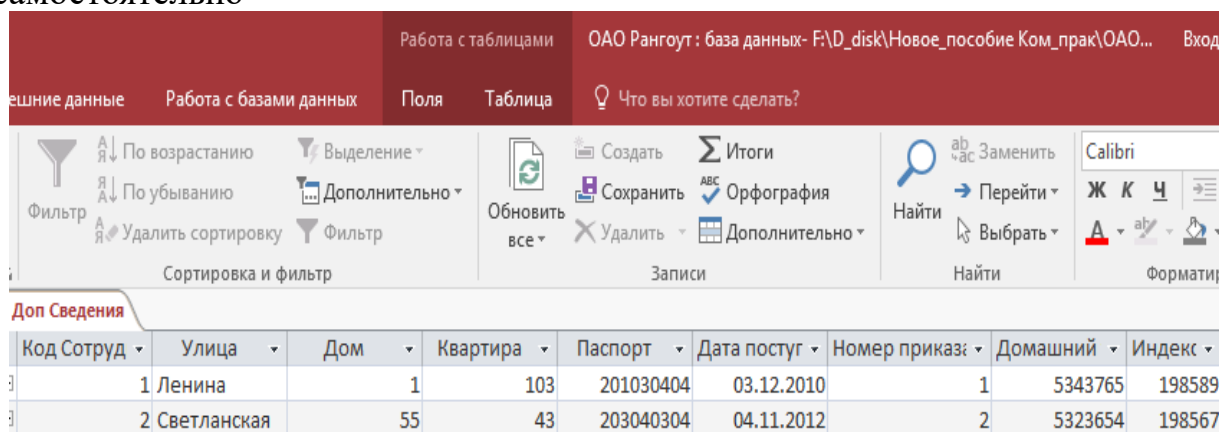 самостоятельно
Работа с таблицами ОАО Рангоут : база данных- F:\D_disk\Новое_пособие Ком_прак\ОАО... Вход
ешние данные Работа с базами данных Поля Таблица Что вы хотите сделать?
Фильтр
По возрастанию
По убыванию
Удалить сортировку
Выделение
Дополнительно
Фильтр
Сортировка и фильтр
Обновить
все
Создать
Сохранить
Удалить
Итоги
Орфография
Дополнительно
Записи
Найти
Заменить
Перейти
Выбрать
Найти
Calibri
Ж К Ч
Форматир
Доп Сведения
Код Сотруд Улица Дом Квартира Паспорт Дата постуг Номер приказа Домашний Индекс
1 Ленина 1 103 201030404 03.12.2010 1 5343765 198589
2 Светланская 55 43 203040304 04.11.2012 2 5323654 198567